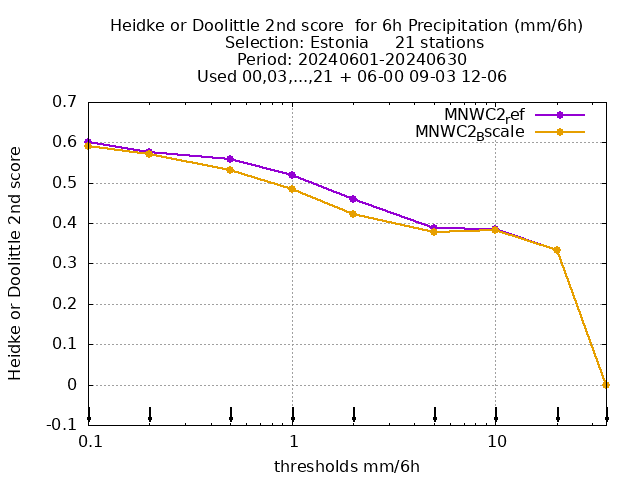 Heidke or Doolittle 2nd score  for 6h Precipitation (mm/6h)
Selection: Estonia     21 stations
Period: 20240601-20240630
Used 00,03,...,21 + 06-00 09-03 12-06
MNWC2ref
MNWC2Bscale
Heidke or Doolittle 2nd score
0.7
0.6
0.5
0.4
0.3
0.2
0.1
0
-0.1
0.1 1 10
thresholds mm/6h